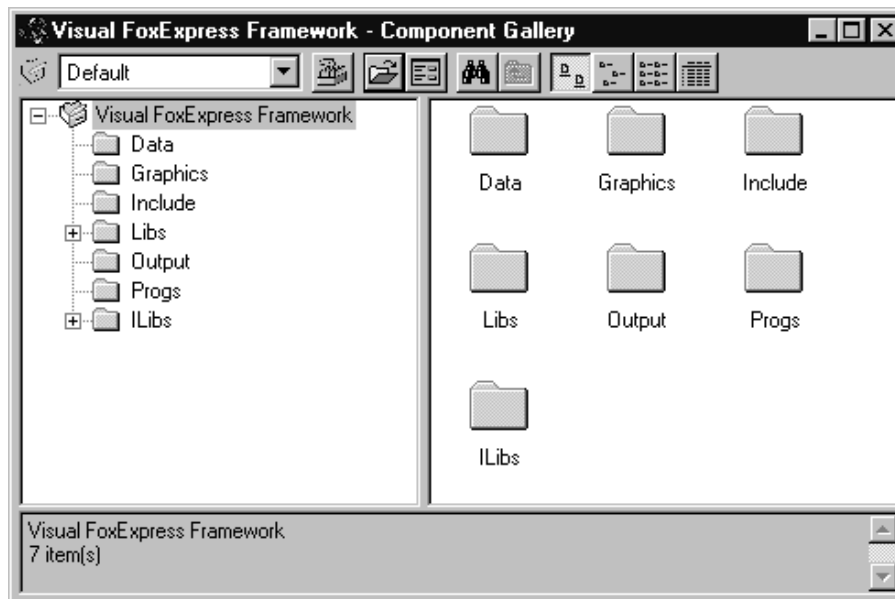 Visual FoxExpress Framework - Component Gallery
Default
Visual FoxExpress Framework
Data
Graphics
Include
Libs
Output
Progs
ILibs
Data Graphics Include
Libs Output Progs
ILibs
Visual FoxExpress Framework
7 item(s)